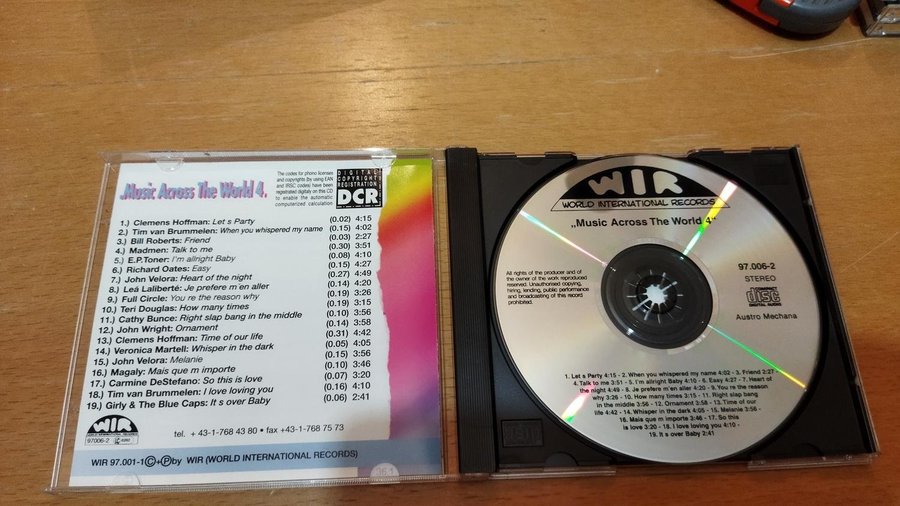 „Music Across The World 4.
The codes for phono licenses
and copyrights (by using EAN
and IRSC codes) have been
registrated digitaly on this CD
to enable the automatic
computerized calculation
DIGITAL
COPYRIGHT
REGISTRATION
DCR
1.) Clemens Hoffman: Let s Party (0.02) 4:15
2.) Tim van Brummelen: When you whispered my name (0.15) 4:02
3.) Bill Roberts: Friend (0.03) 2:27
4.) Madmen: Talk to me (0.30) 3:51
5.) E.P.Toner: I'm allright Baby (0.08) 4:10
6.) Richard Oates: Easy (0.15) 4:27
7.) John Velora: Heart of the night (0.27) 4:49
8.) Leá Laliberté: Je prefere m'en aller (0.14) 4:20
9.) Full Circle: You re the reason why (0.19) 3:26
10.) Teri Douglas: How many times (0.19) 3:15
11.) Cathy Bunce: Right slap bang in the middle (0.10) 3:56
12.) John Wright: Ornament (0.14) 3:58
13.) Clemens Hoffman: Time of our life (0.31) 4:42
14.) Veronica Martell: Whisper in the dark (0.05) 4:05
15.) John Velora: Melanie (0.15) 3:56
16.) Magaly: Mais que m importe (0.10) 3:46
17.) Carmine DeStefano: So this is love (0.07) 3:20
18.) Tim van Brummelen: I love loving you (0.16) 4:10
19.) Girly & The Blue Caps: It s over Baby (0.06) 2:41
WIR
97006-2
tel. + 43-1-768 43 80 • fax +43-1-768 75 73
WIR 97.001-1©+℗by WIR (WORLD INTERNATIONAL RECORDS)
WIR
WORLD INTERNATIONAL RECORDS
„Music Across The World 4"
All rights of the producer and of
the owner of the work reproduced
reserved. Unauthorised copying,
hiring, lending, public performance
and broadcasting of this record
prohibited.
97.006-2
STEREO
COMPACT
disc
DIGITAL AUDIO
Austro Mechana
1. Let s Party 4:15 - 2. When you whispered my name 4:02 - 3. Friend 2:27 -
4. Talk to me 3:51 - 5. I'm allright Baby 4:10 - 6. Easy 4:27 - 7. Heart of
the night 4:49 - 8. Je prefere m'en aller 4:20 - 9. You re the reason
why 3:26 - 10. How many times 3:15 - 11. Right slap bang
in the middle 3:56 - 12. Ornament 3:58 - 13. Time of our
life 4:42 - 14. Whisper in the dark 4:05 - 15. Melanie 3:56 -
16. Mais que m importe 3:46 - 17. So this
is love 3:20 - 18. I love loving you 4:10 -
19. It s over Baby 2:41